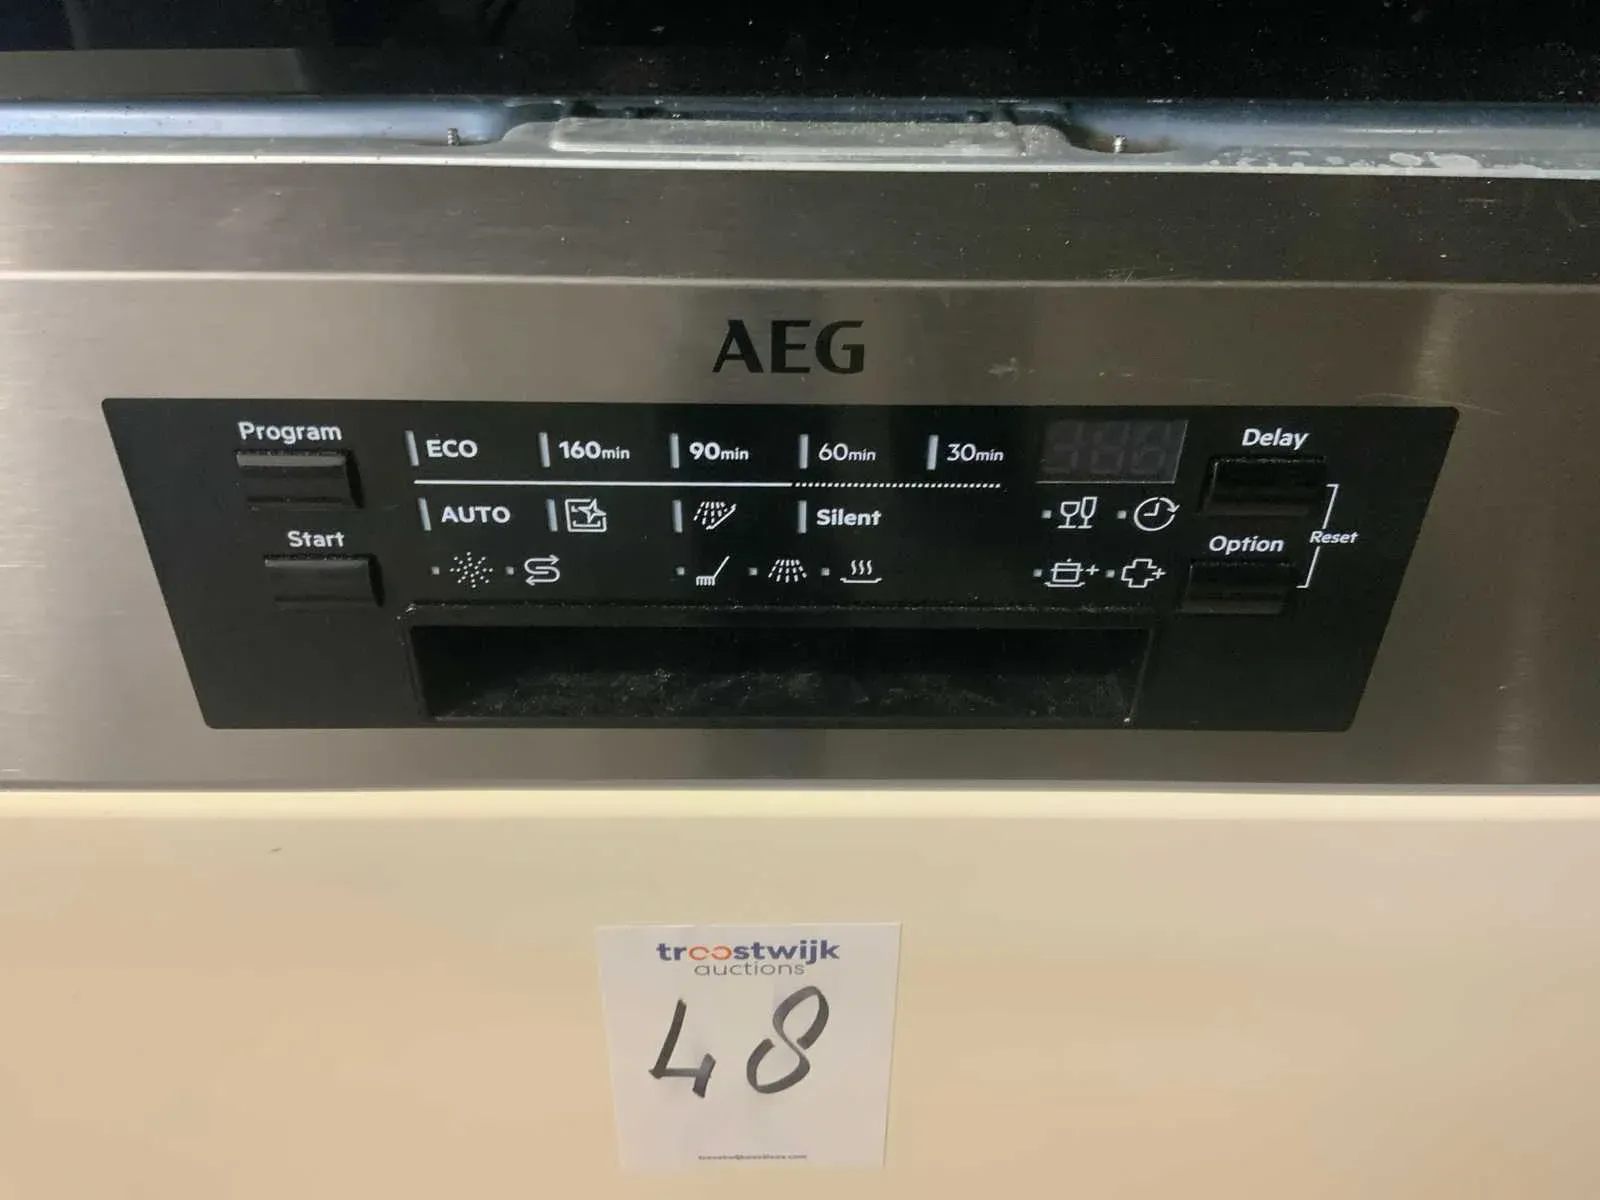 AEG
Program
ECO 160min 90min 60min 30min
Delay
AUTO Silent
Start
Option
Reset
troostwijk
auctions
48